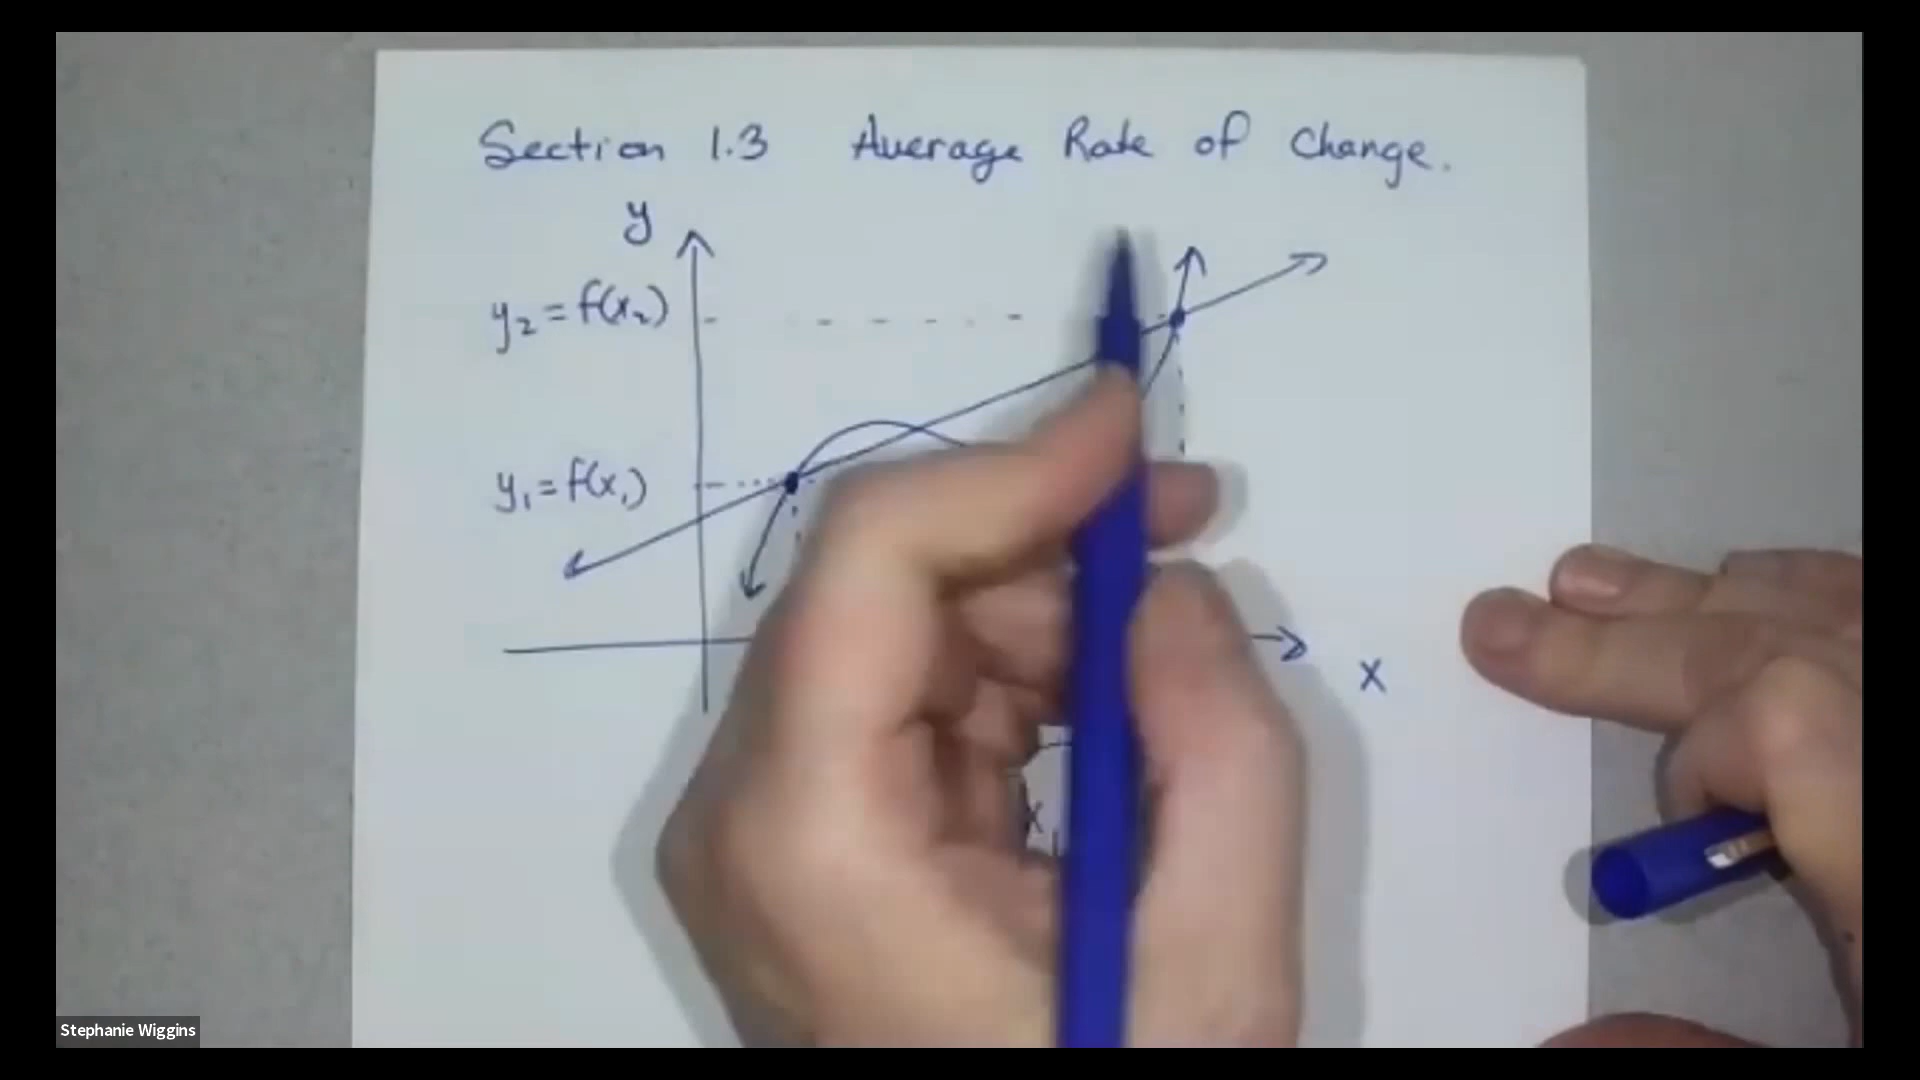 Section 1.3 Average Rate of Change.
y
y₂ = f(x₂)
y₁ = f(x₁)
x
x
Stephanie Wiggins